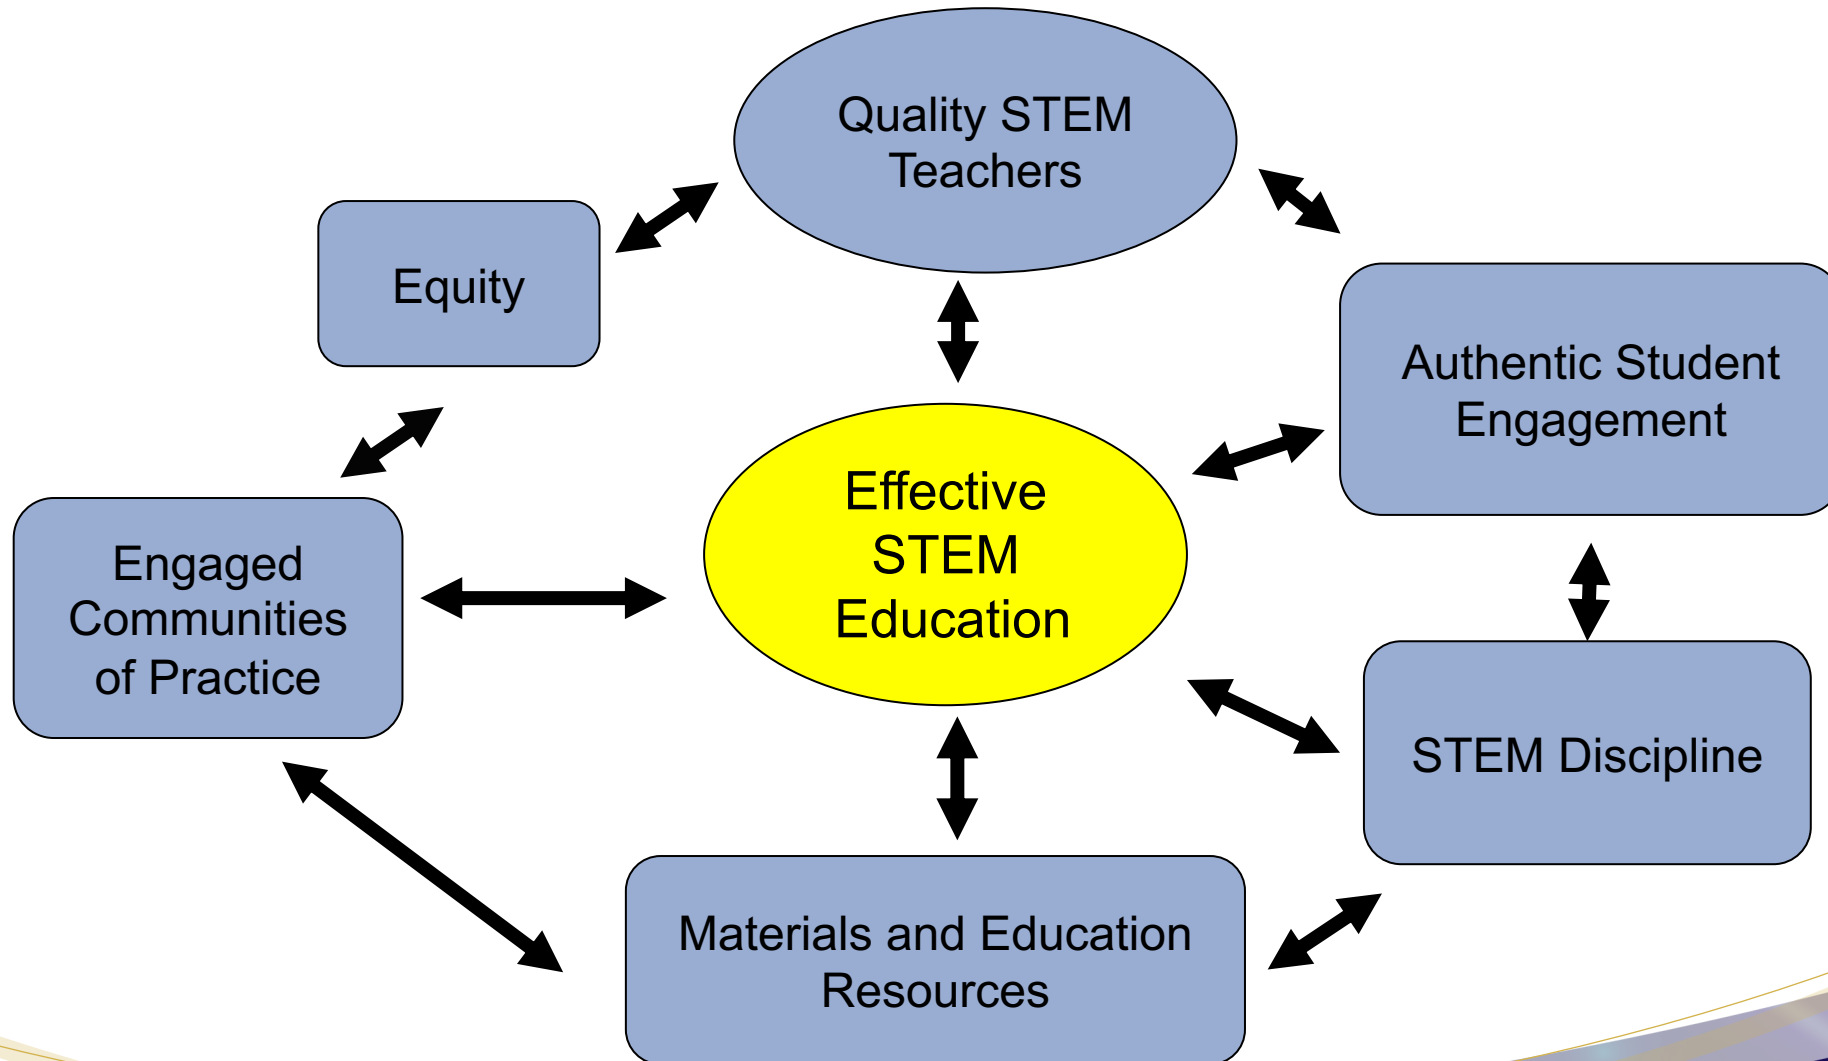 Quality STEM
Teachers
Equity
Authentic Student
Engagement
Effective
STEM
Education
Engaged
Communities
of Practice
STEM Discipline
Materials and Education
Resources